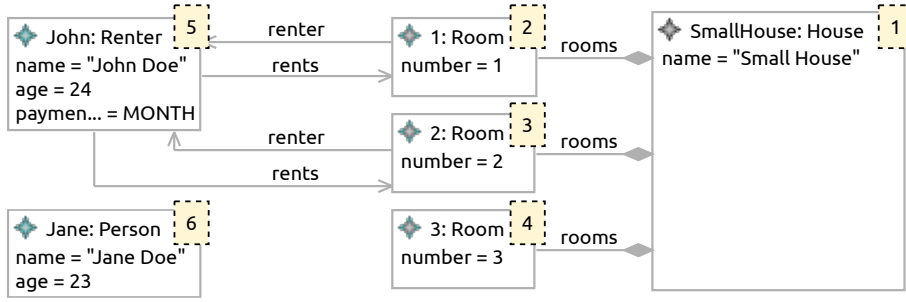 John: Renter
5
name = "John Doe"
age = 24
paymen... = MONTH
renter
rents
1: Room
2
number = 1
rooms
SmallHouse: House
1
name = "Small House"
renter
rents
2: Room
3
number = 2
rooms
Jane: Person
6
name = "Jane Doe"
age = 23
3: Room
4
number = 3
rooms